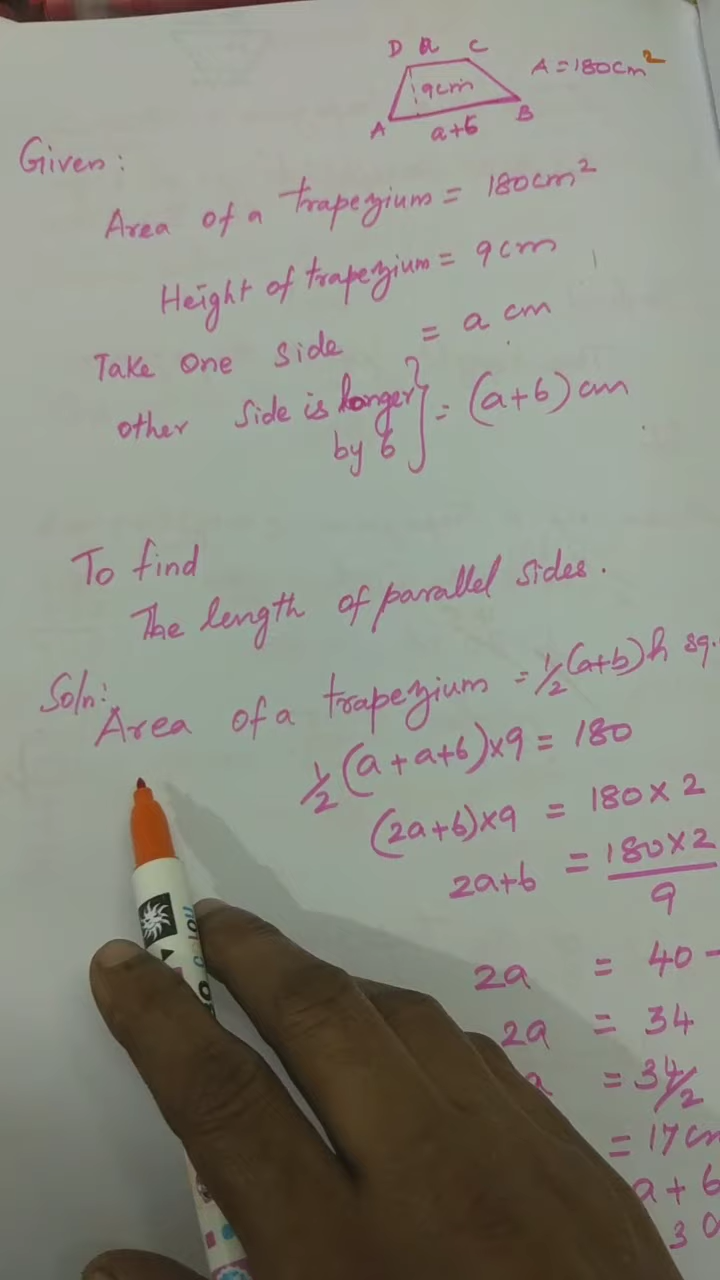 D a C
9cm
A = 180cm²
A
a+6
B
Given:
Area of a trapezium = 180cm²
Height of trapezium = 9cm
Take one side = a cm
other side is longer by 6 } = (a+6) cm
To find
The length of parallel sides.
Soln:
Area of a trapezium = 1/2 (a+b)h sq.
1/2 (a+a+6)×9 = 180
(2a+6)×9 = 180×2
2a+6 = 180×2/9
2a = 40-
2a = 34
a = 34/2
= 17cm
a+6